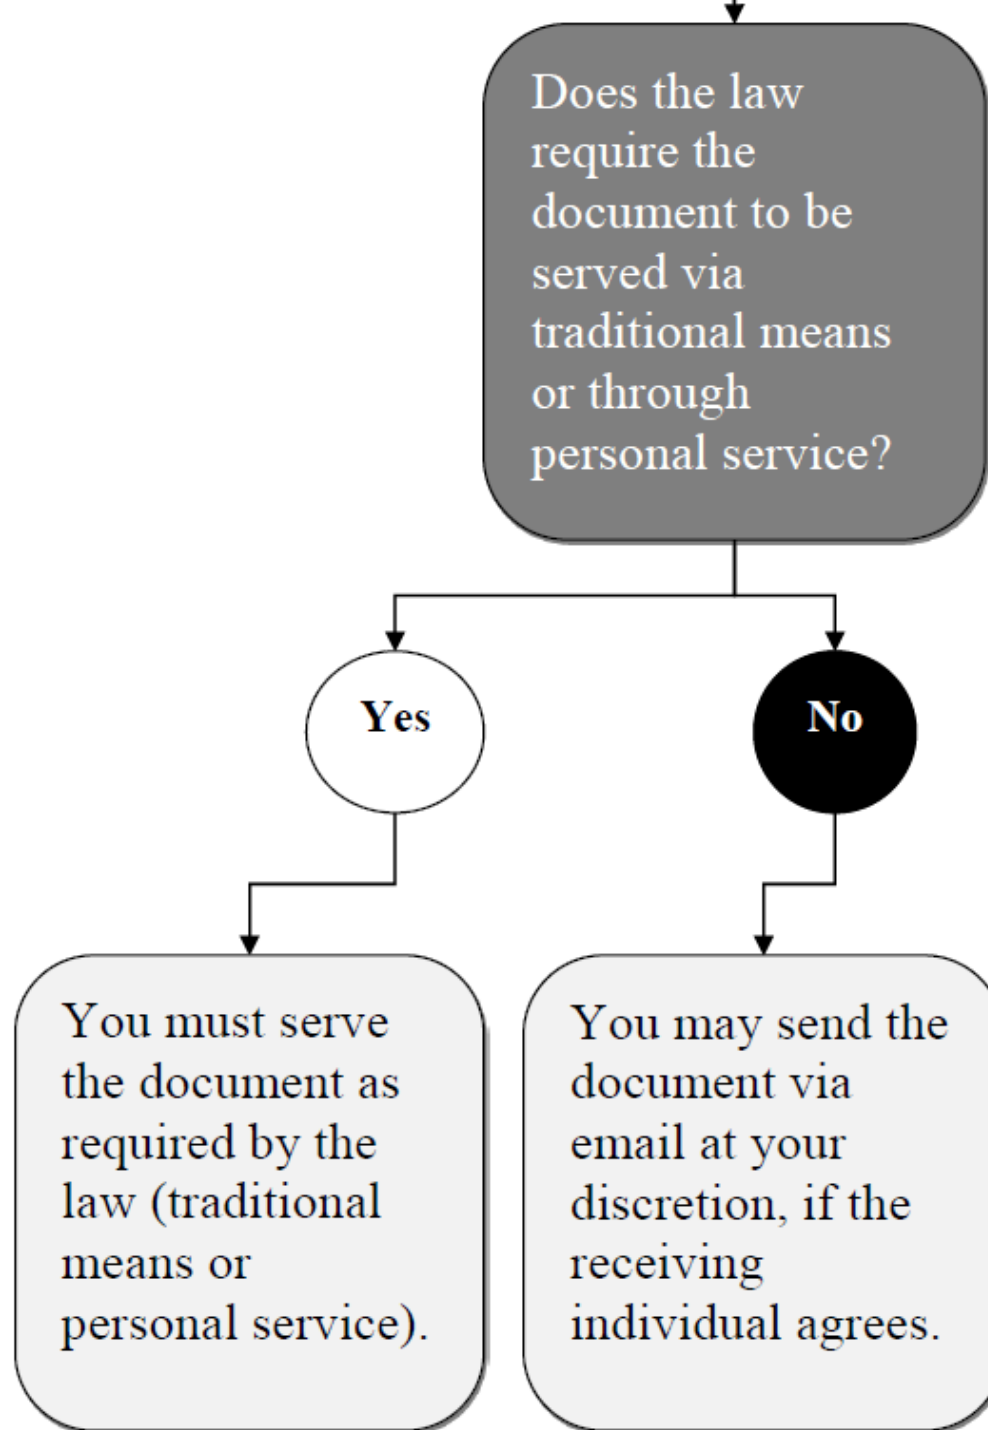 Does the law
require the
document to be
served via
traditional means
or through
personal service?
Yes
No
You must serve
the document as
required by the
law (traditional
means or
personal service).
You may send the
document via
email at your
discretion, if the
receiving
individual agrees.